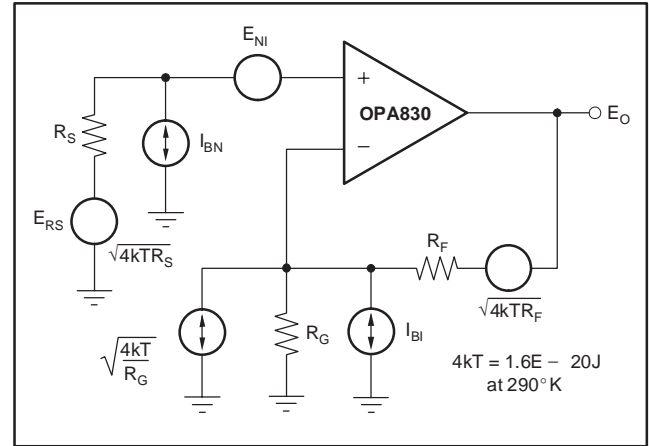 E_NI
+
OPA830
−
E_O
R_S
I_BN
E_RS
√4kTR_S
R_F
√4kTR_F
√4kT/R_G
R_G
I_BI
4kT = 1.6E − 20J
at 290°K